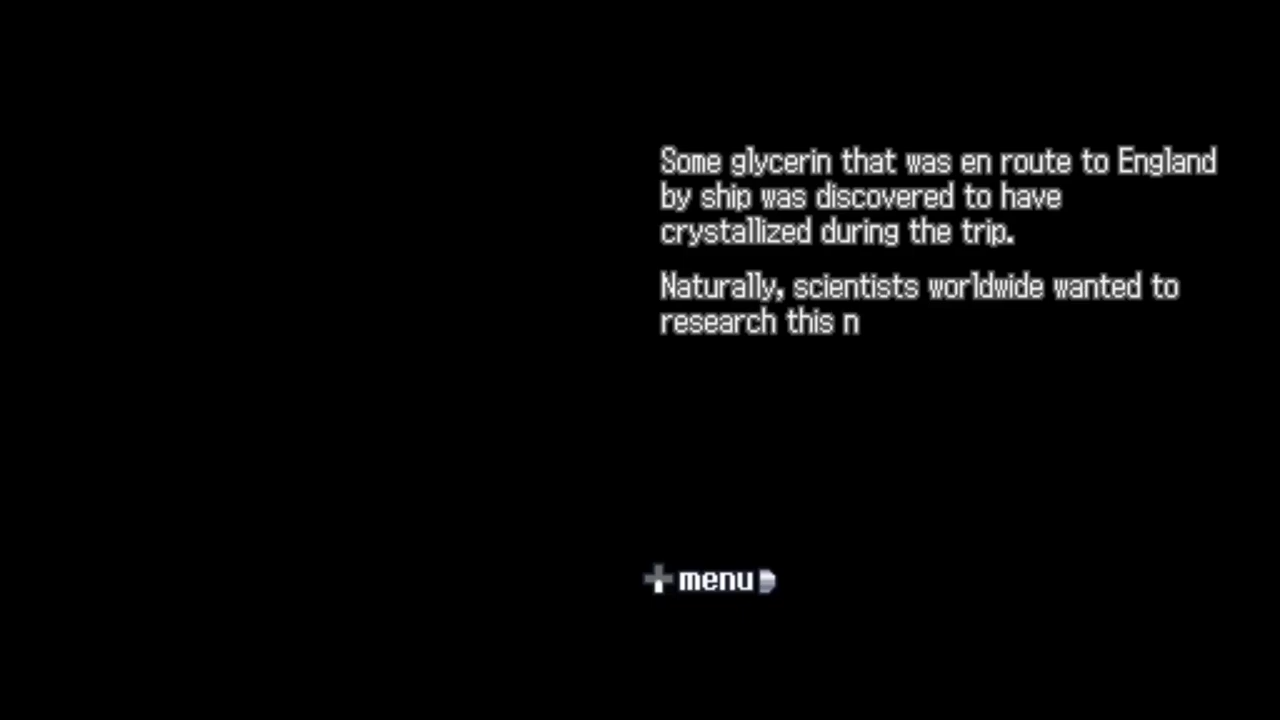 Some glycerin that was en route to England
by ship was discovered to have
crystallized during the trip.
Naturally, scientists worldwide wanted to
research this n
menu